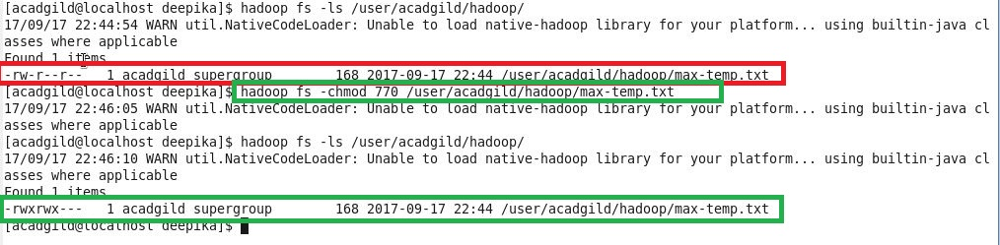 [acadgild@localhost deepika]$ hadoop fs -ls /user/acadgild/hadoop/
17/09/17 22:44:54 WARN util.NativeCodeLoader: Unable to load native-hadoop library for your platform... using builtin-java cl
asses where applicable
Found 1 items
-rw-r--r--   1 acadgild supergroup        168 2017-09-17 22:44 /user/acadgild/hadoop/max-temp.txt
[acadgild@localhost deepika]$ hadoop fs -chmod 770 /user/acadgild/hadoop/max-temp.txt
17/09/17 22:46:05 WARN util.NativeCodeLoader: Unable to load native-hadoop library for your platform... using builtin-java cl
asses where applicable
[acadgild@localhost deepika]$ hadoop fs -ls /user/acadgild/hadoop/
17/09/17 22:46:10 WARN util.NativeCodeLoader: Unable to load native-hadoop library for your platform... using builtin-java cl
asses where applicable
Found 1 items
-rwxrwx---   1 acadgild supergroup        168 2017-09-17 22:44 /user/acadgild/hadoop/max-temp.txt
[acadgild@localhost deepika]$